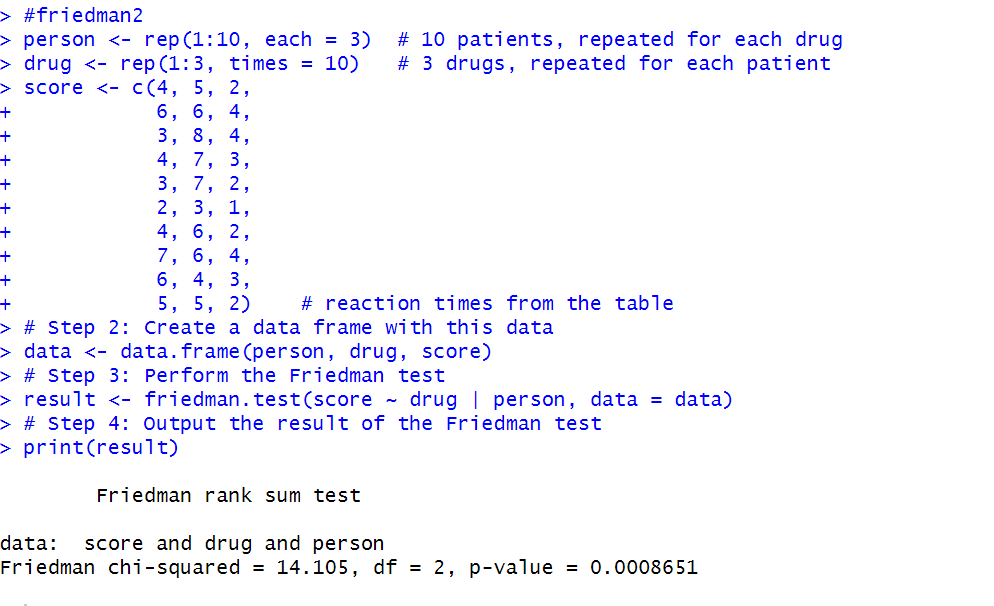 > #friedman2
> person <- rep(1:10, each = 3)  # 10 patients, repeated for each drug
> drug <- rep(1:3, times = 10)   # 3 drugs, repeated for each patient
> score <- c(4, 5, 2,
+            6, 6, 4,
+            3, 8, 4,
+            4, 7, 3,
+            3, 7, 2,
+            2, 3, 1,
+            4, 6, 2,
+            7, 6, 4,
+            6, 4, 3,
+            5, 5, 2)    # reaction times from the table
> # Step 2: Create a data frame with this data
> data <- data.frame(person, drug, score)
> # Step 3: Perform the Friedman test
> result <- friedman.test(score ~ drug | person, data = data)
> # Step 4: Output the result of the Friedman test
> print(result)
        Friedman rank sum test
data:  score and drug and person
Friedman chi-squared = 14.105, df = 2, p-value = 0.0008651